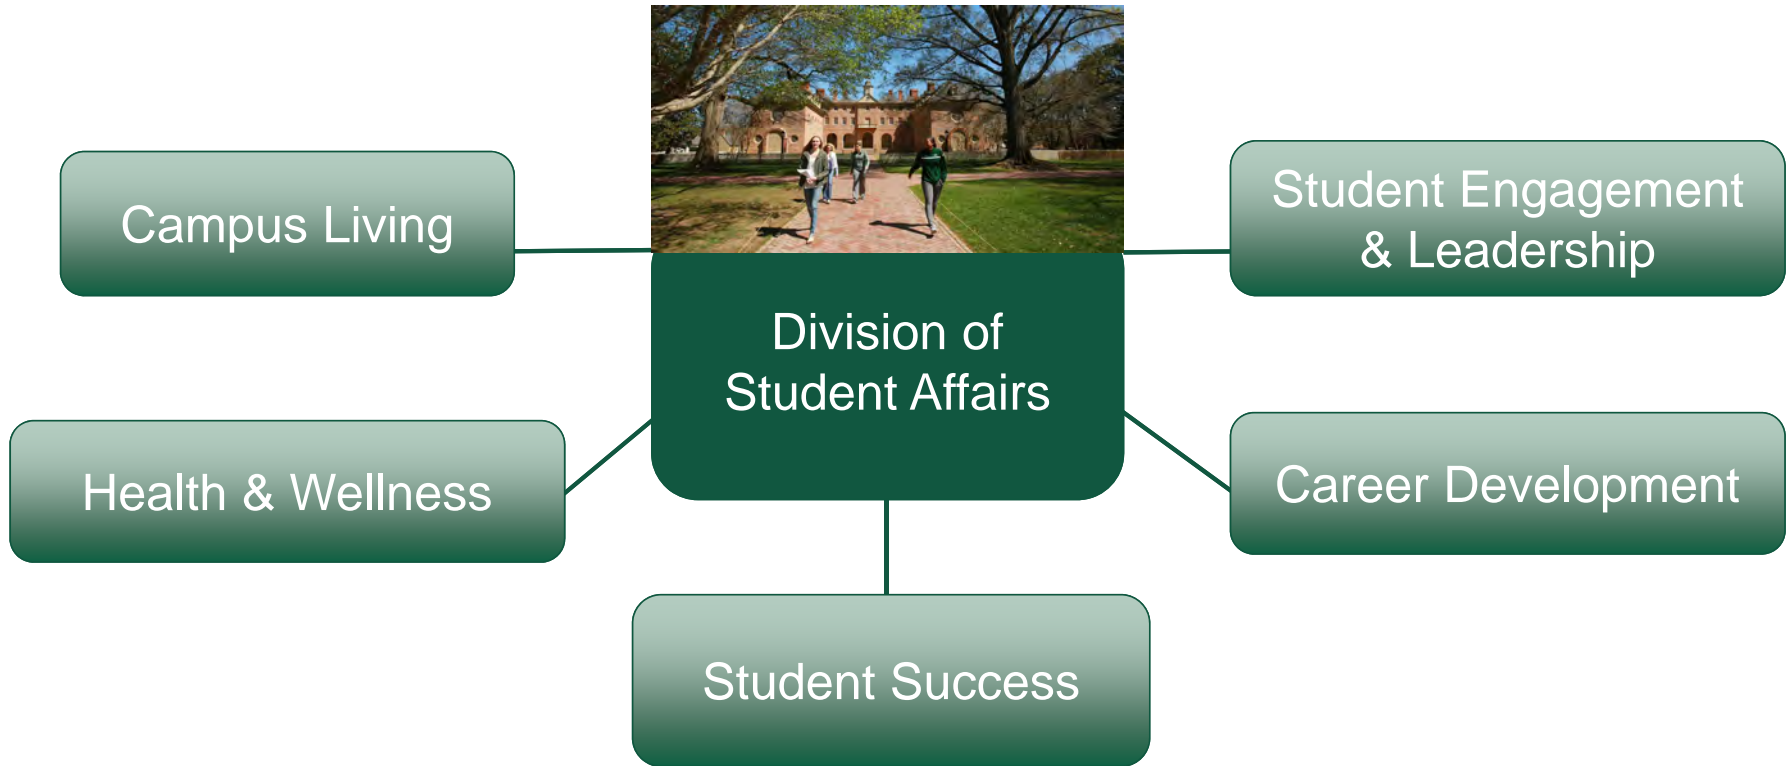 Campus Living
Student Engagement
& Leadership
Division of
Student Affairs
Health & Wellness
Career Development
Student Success